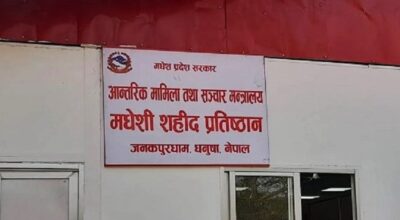 मधेश प्रदेश सरकार
आन्तरिक मामिला तथा सञ्चार मन्त्रालय
मधेशी शहीद प्रतिष्ठान
जनकपुरधाम, धनुषा, नेपाल